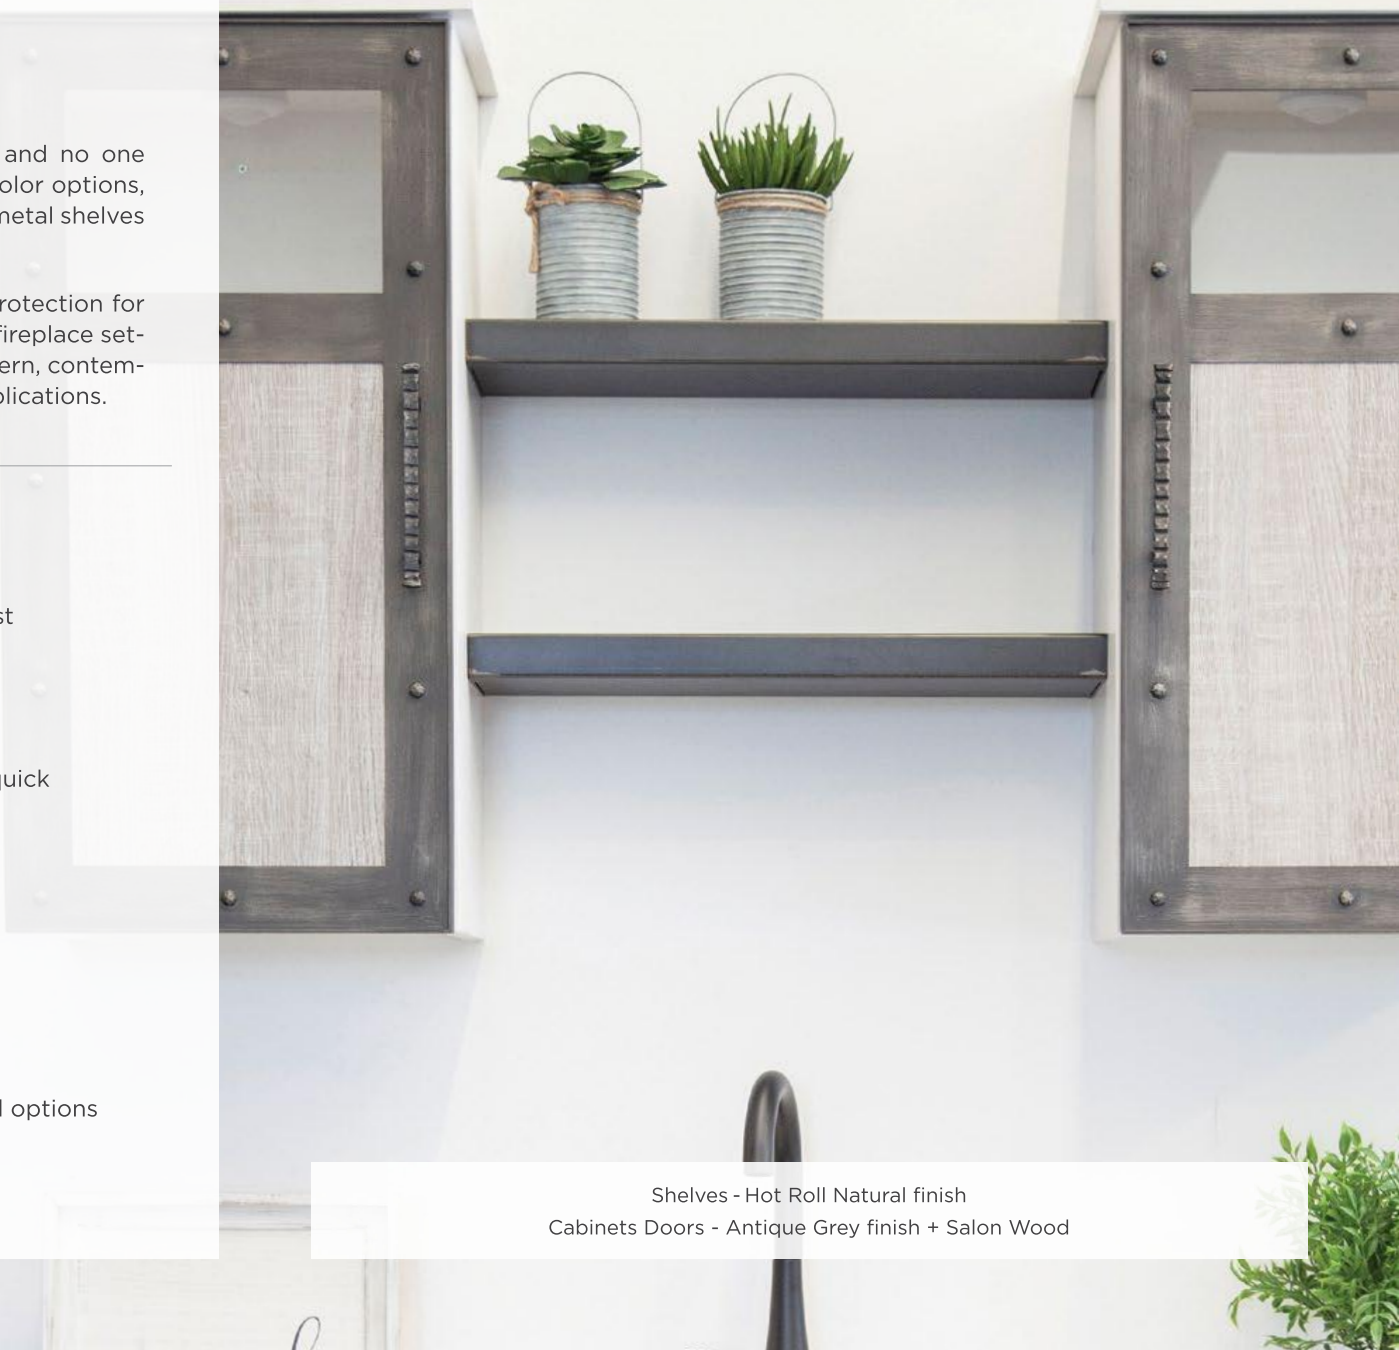 and no one
olor options,
metal shelves
rotection for
fireplace set-
ern, contem-
plications.
st
quick
l options
Shelves - Hot Roll Natural finish
Cabinets Doors - Antique Grey finish + Salon Wood